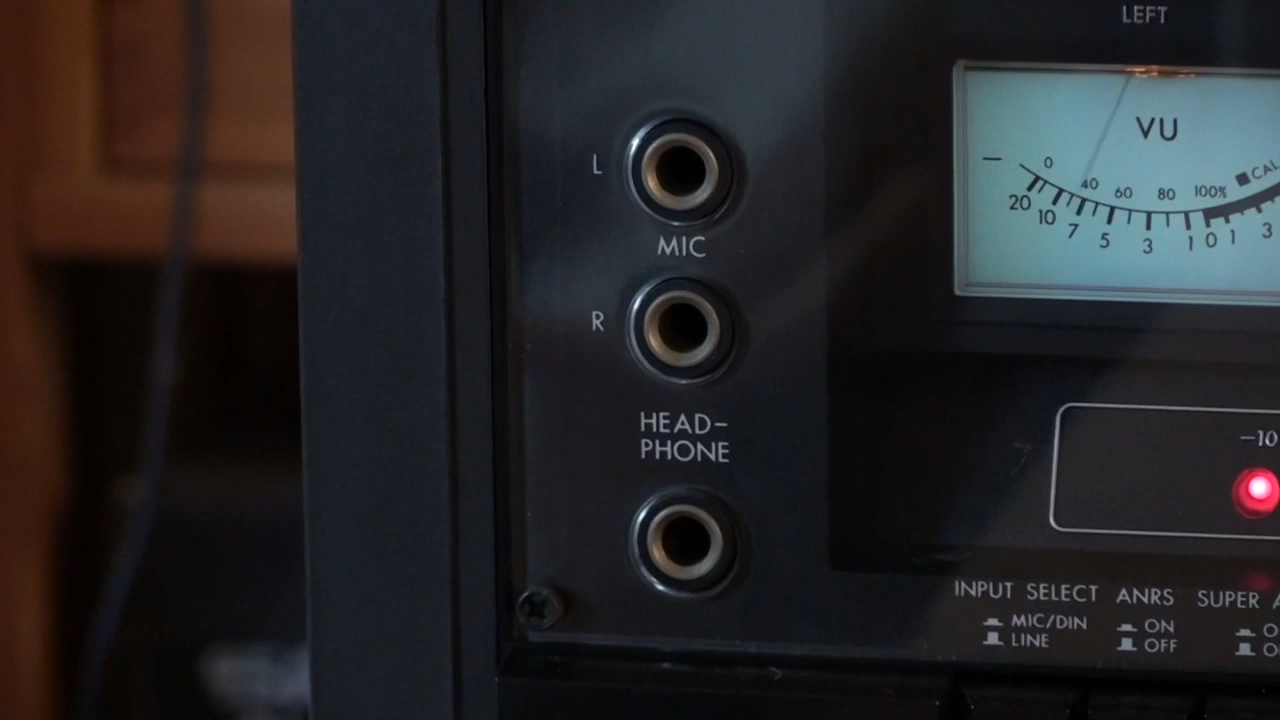 LEFT
VU
L
MIC
R
HEAD-
PHONE
– 0 40 60 80 100% CAL
20 10 7 5 3 1 0 1 3
-10
INPUT SELECT ANRS SUPER
MIC/DIN ON
LINE OFF